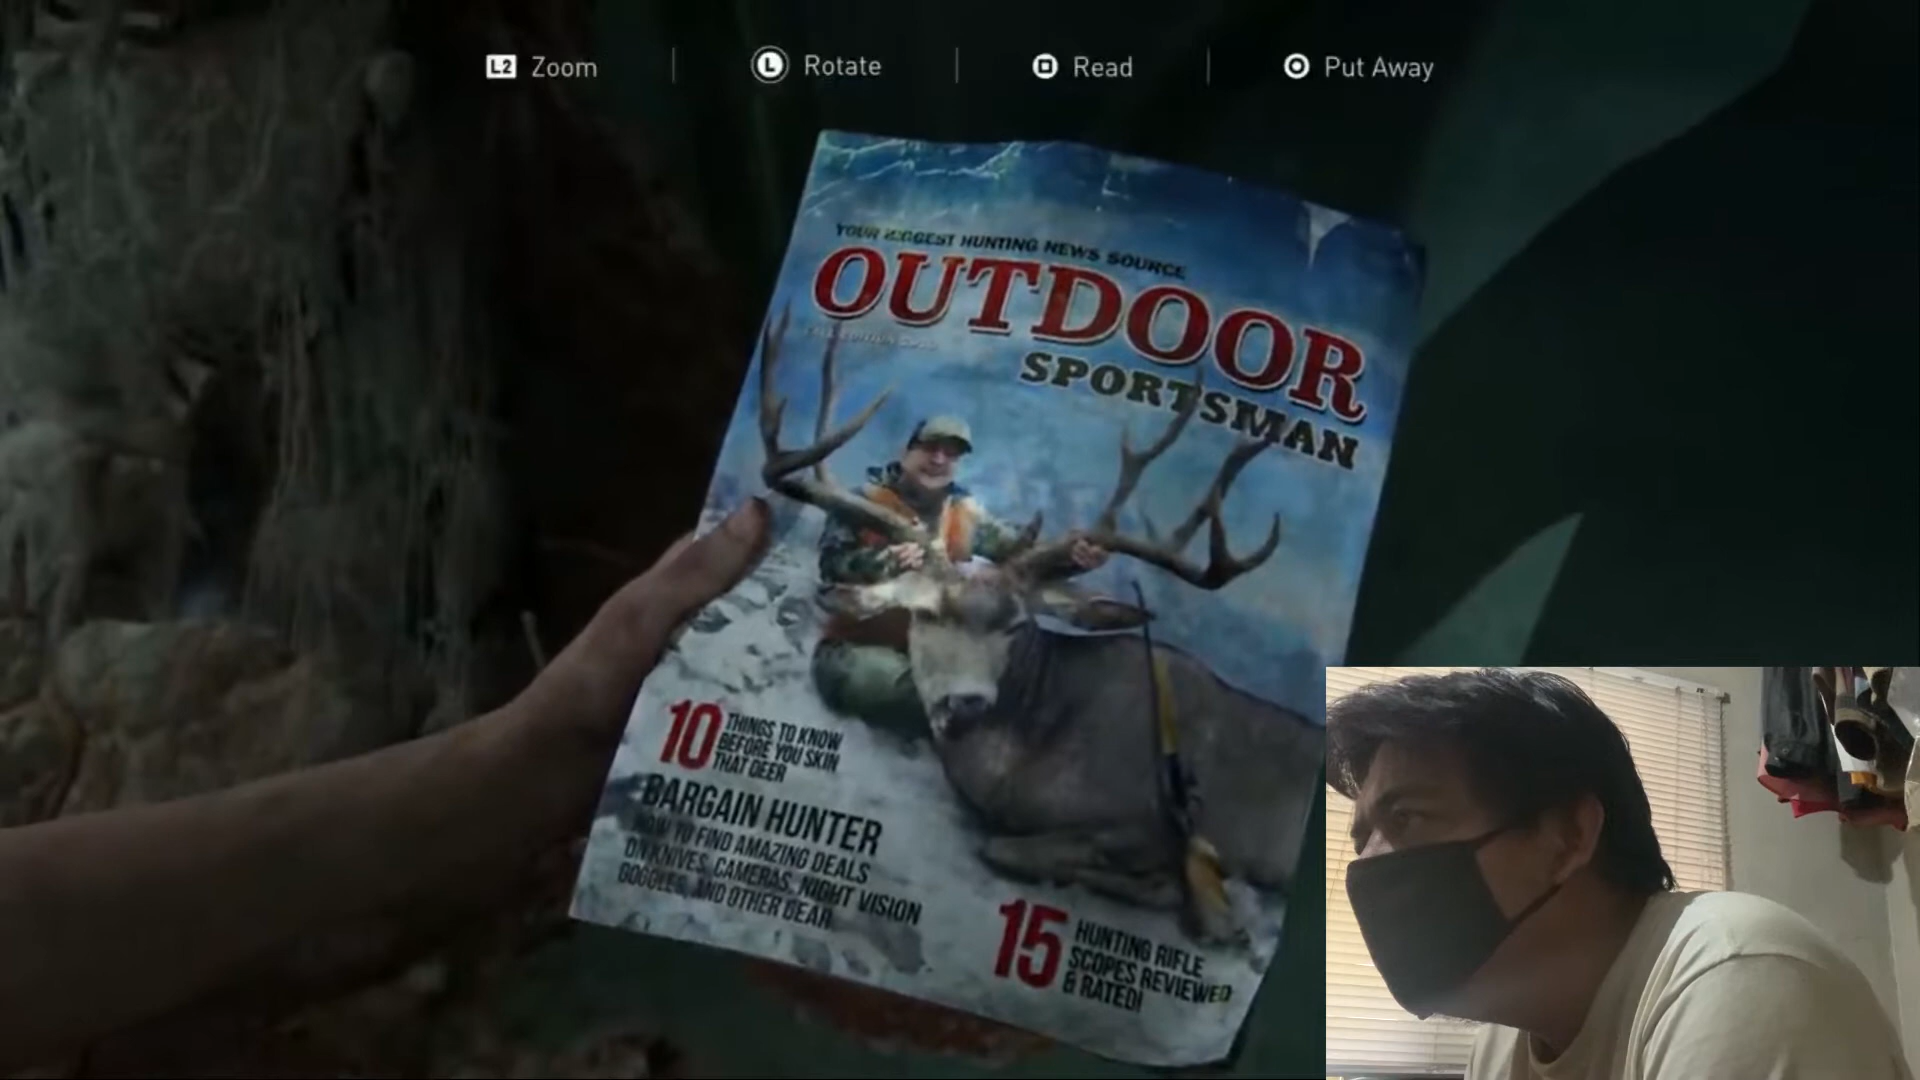 L2 Zoom
L Rotate
Read
Put Away
YOUR BIGGEST HUNTING NEWS SOURCE
OUTDOOR
SPORTSMAN
10 THINGS TO KNOW
BEFORE YOU SKIN
THAT DEER
BARGAIN HUNTER
HOW TO FIND AMAZING DEALS
ON KNIVES, CAMERAS, NIGHT VISION
GOGGLES, AND OTHER GEAR
15 HUNTING RIFLE
SCOPES REVIEWED
& RATED!